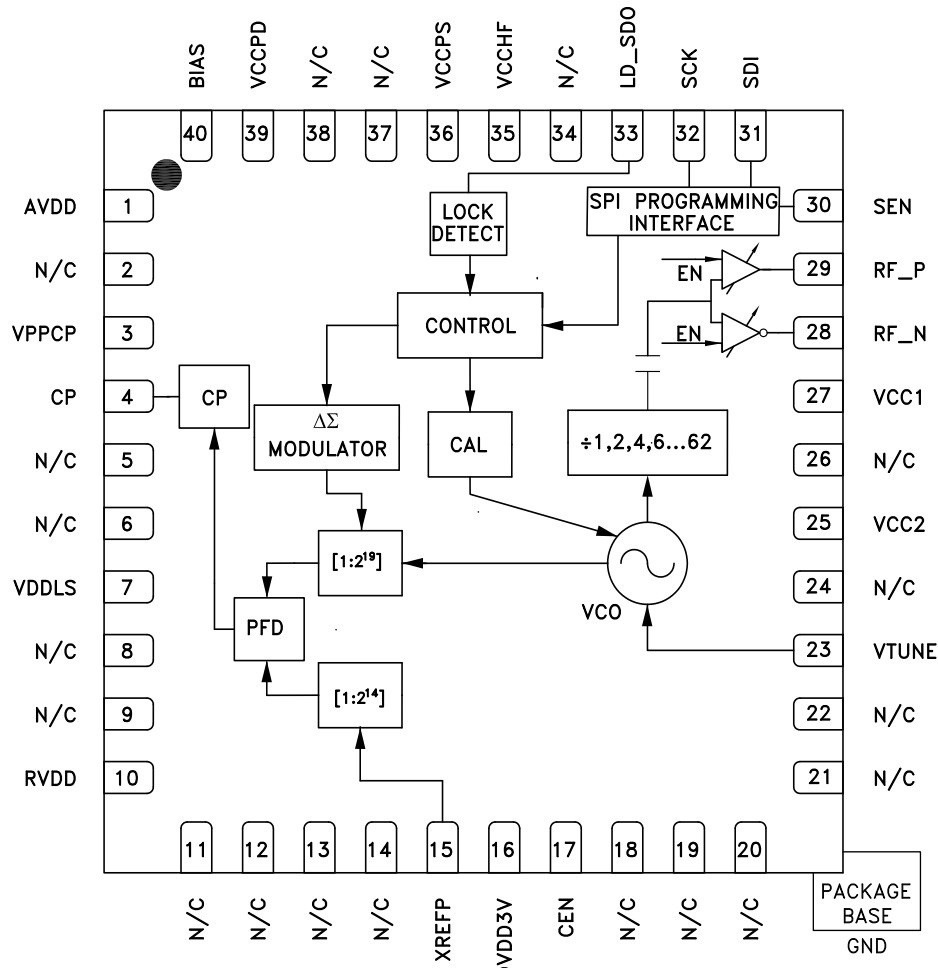 BIAS
VCCPD
N/C
N/C
VCCPS
VCCHF
N/C
LD_SDO
SCK
SDI
40
39
38
37
36
35
34
33
32
31
AVDD
1
N/C
2
VPPCP
3
CP
4
N/C
5
N/C
6
VDDLS
7
N/C
8
N/C
9
RVDD
10
LOCK
DETECT
SPI PROGRAMMING
INTERFACE
CONTROL
EN
EN
CP
ΔΣ
MODULATOR
CAL
÷1,2,4,6...62
[1:2¹⁹]
VCO
PFD
[1:2¹⁴]
30
SEN
29
RF_P
28
RF_N
27
VCC1
26
N/C
25
VCC2
24
N/C
23
VTUNE
22
N/C
21
N/C
11
12
13
14
15
16
17
18
19
20
N/C
N/C
N/C
N/C
XREFP
DVDD3V
CEN
N/C
N/C
N/C
PACKAGE
BASE
GND